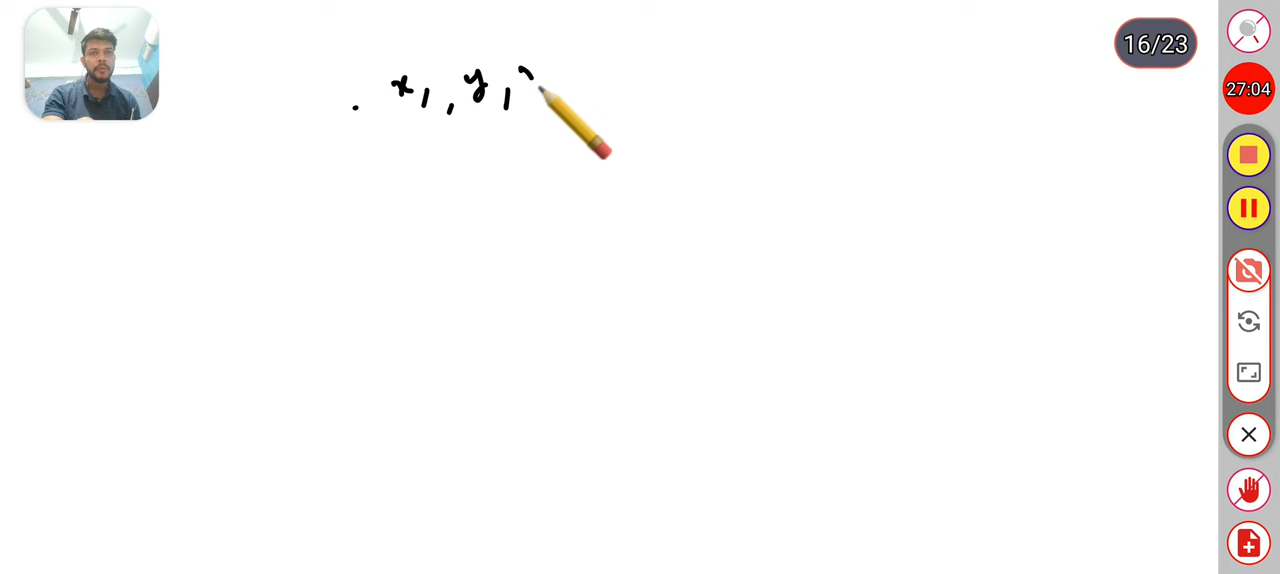 16/23
. x₁, y₁
27:04